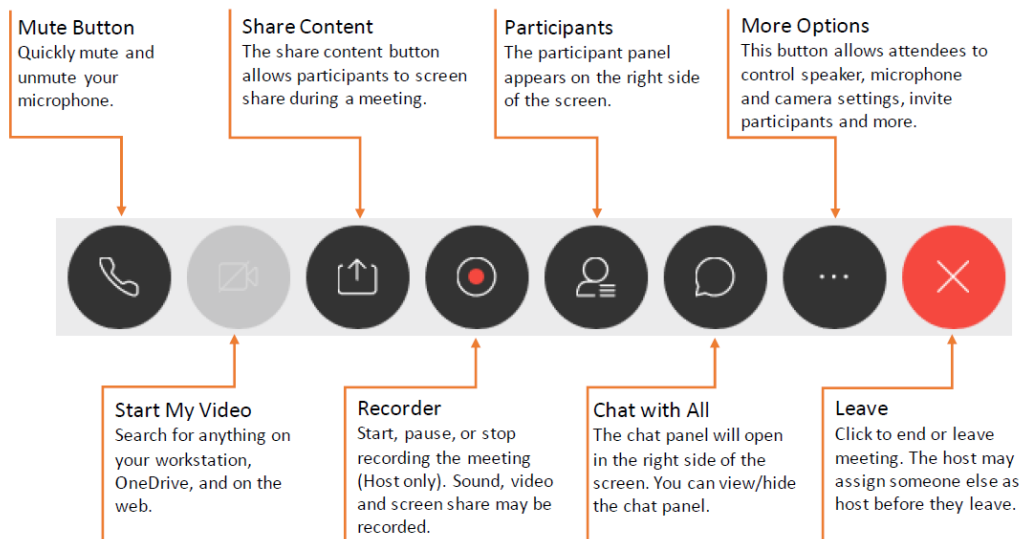 Mute Button
Quickly mute and
unmute your
microphone.
Share Content
The share content button
allows participants to screen
share during a meeting.
Participants
The participant panel
appears on the right side
of the screen.
More Options
This button allows attendees to
control speaker, microphone
and camera settings, invite
participants and more.
Start My Video
Search for anything on
your workstation,
OneDrive, and on the
web.
Recorder
Start, pause, or stop
recording the meeting
(Host only). Sound, video
and screen share may be
recorded.
Chat with All
The chat panel will open
in the right side of the
screen. You can view/hide
the chat panel.
Leave
Click to end or leave
meeting. The host may
assign someone else as
host before they leave.